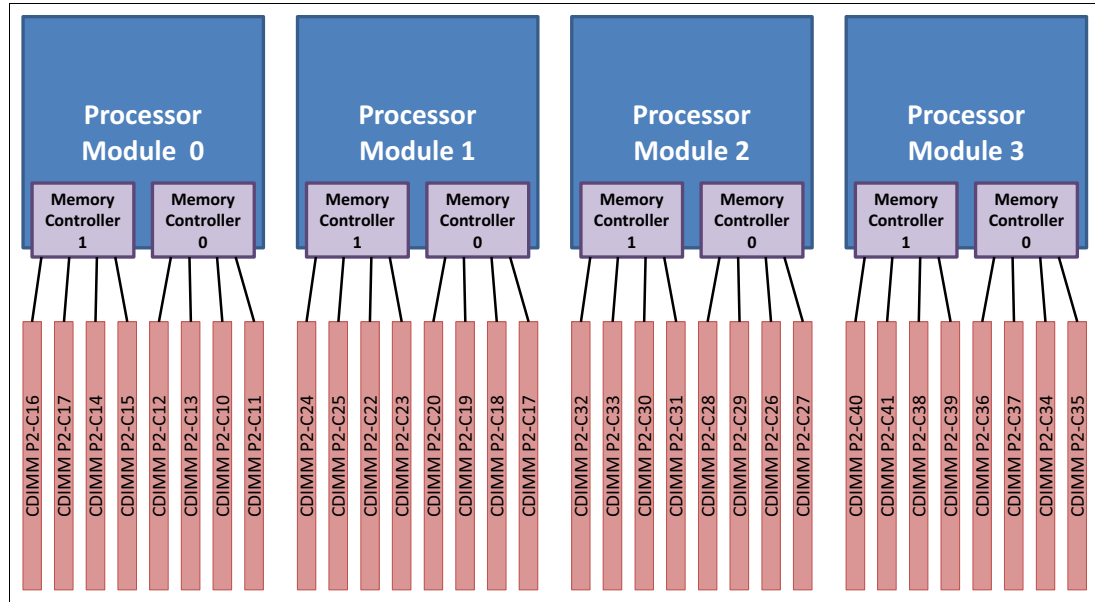 Processor
Module 0
Processor
Module 1
Processor
Module 2
Processor
Module 3
Memory
Controller
1
Memory
Controller
0
Memory
Controller
1
Memory
Controller
0
Memory
Controller
1
Memory
Controller
0
Memory
Controller
1
Memory
Controller
0
CDIMM P2-C16
CDIMM P2-C17
CDIMM P2-C14
CDIMM P2-C15
CDIMM P2-C12
CDIMM P2-C13
CDIMM P2-C10
CDIMM P2-C11
CDIMM P2-C24
CDIMM P2-C25
CDIMM P2-C22
CDIMM P2-C23
CDIMM P2-C20
CDIMM P2-C19
CDIMM P2-C18
CDIMM P2-C17
CDIMM P2-C32
CDIMM P2-C33
CDIMM P2-C30
CDIMM P2-C31
CDIMM P2-C28
CDIMM P2-C29
CDIMM P2-C26
CDIMM P2-C27
CDIMM P2-C40
CDIMM P2-C41
CDIMM P2-C38
CDIMM P2-C39
CDIMM P2-C36
CDIMM P2-C37
CDIMM P2-C34
CDIMM P2-C35